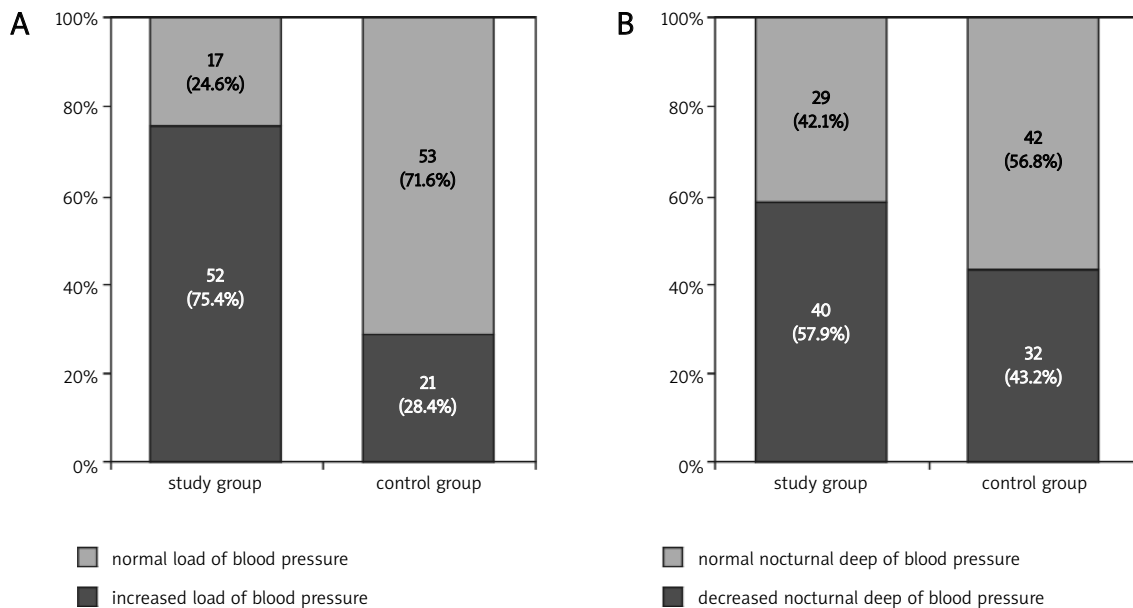 A
100%
80%
60%
40%
20%
0%
17
(24.6%)
52
(75.4%)
53
(71.6%)
21
(28.4%)
study group
control group
normal load of blood pressure
increased load of blood pressure
B
100%
80%
60%
40%
20%
0%
29
(42.1%)
40
(57.9%)
42
(56.8%)
32
(43.2%)
study group
control group
normal nocturnal deep of blood pressure
decreased nocturnal deep of blood pressure